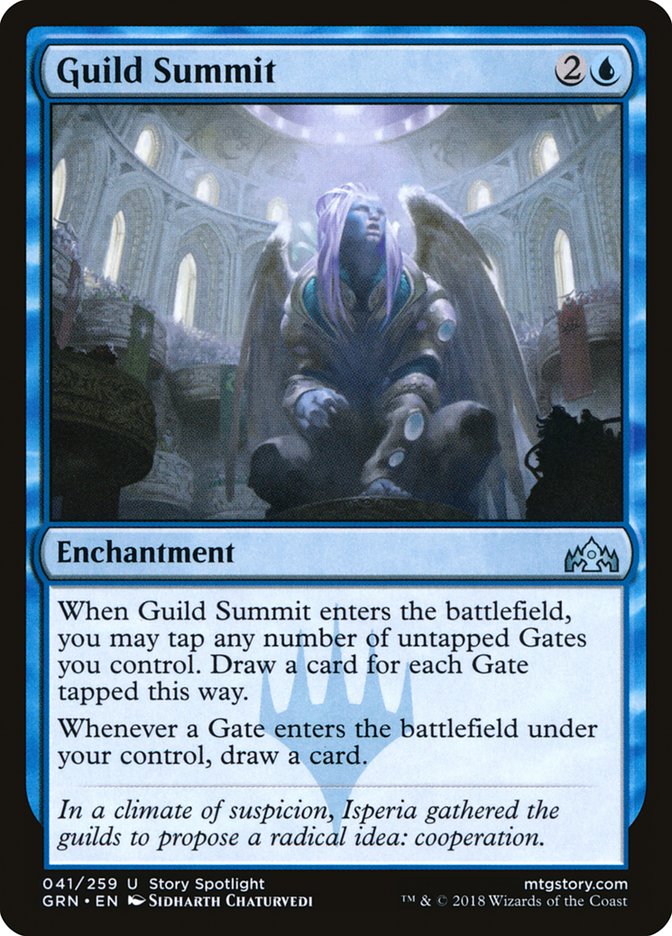 Guild Summit 2
Enchantment
When Guild Summit enters the battlefield,
you may tap any number of untapped Gates
you control. Draw a card for each Gate
tapped this way.
Whenever a Gate enters the battlefield under
your control, draw a card.
In a climate of suspicion, Isperia gathered the
guilds to propose a radical idea: cooperation.
041/259 U Story Spotlight mtgstory.com
GRN • EN Sidharth Chaturvedi ™ & © 2018 Wizards of the Coast